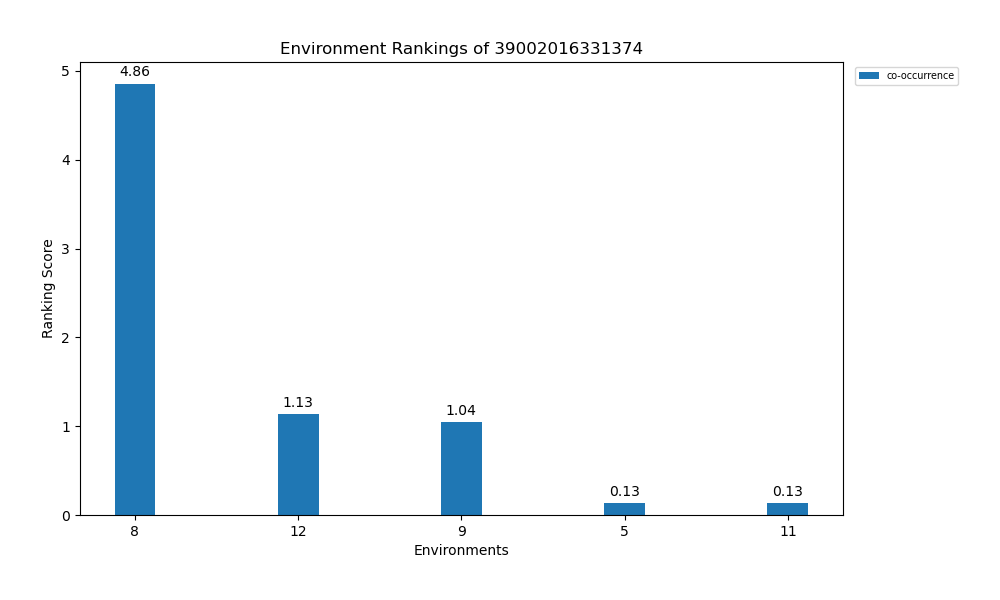 Environment Rankings of 39002016331374
co-occurrence
Ranking Score
5
4
3
2
1
0
4.86
1.13
1.04
0.13
0.13
8 12 9 5 11
Environments